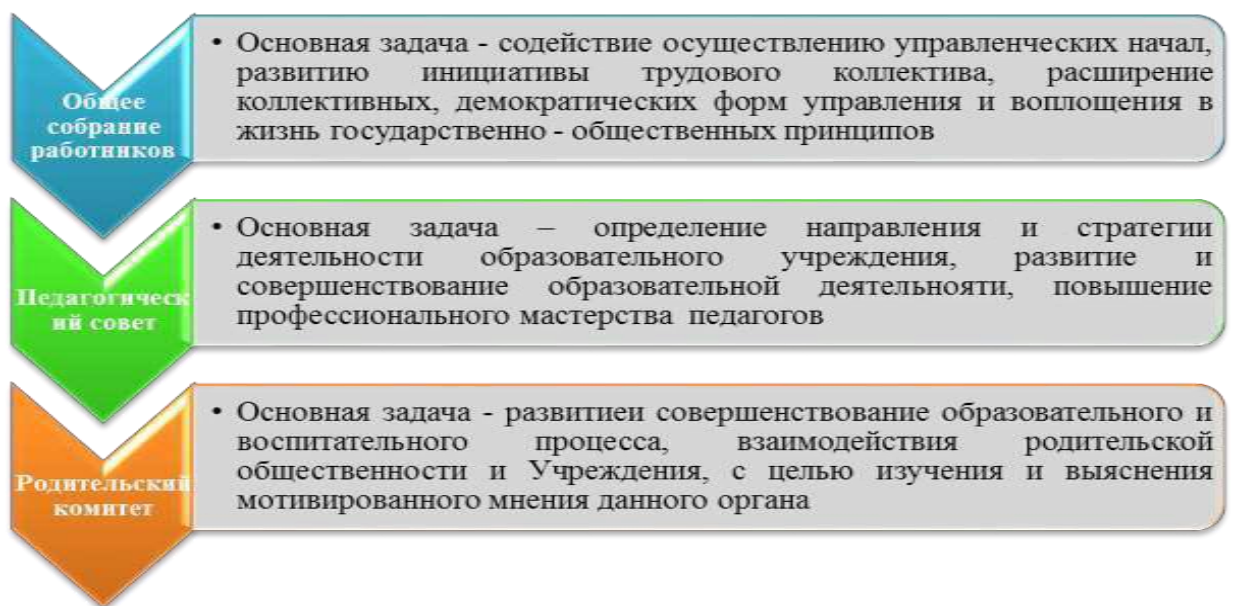 Общее
собрание
работников
• Основная задача - содействие осуществлению управленческих начал,
развитию инициативы трудового коллектива, расширение
коллективных, демократических форм управления и воплощения в
жизнь государственно - общественных принципов
Педагогическ
ий совет
• Основная задача – определение направления и стратегии
деятельности образовательного учреждения, развитие и
совершенствование образовательной деятельнояти, повышение
профессионального мастерства педагогов
Родительский
комитет
• Основная задача - развитиеи совершенствование образовательного и
воспитательного процесса, взаимодействия родительской
общественности и Учреждения, с целью изучения и выяснения
мотивированного мнения данного органа